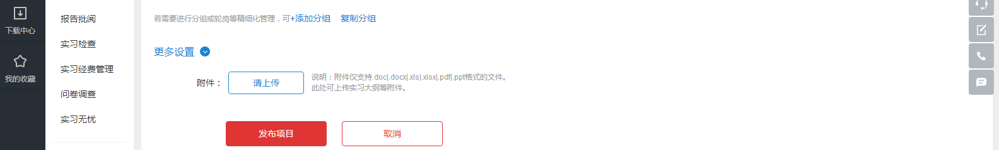 下载中心
我的收藏
报告批阅
实习检查
实习经费管理
问卷调查
实习无忧
若需要进行分组或轮岗等精细化管理，可+添加分组 复制分组
更多设置
附件： 请上传 说明：附件仅支持.doc|.docx|.xls|.xlsx|.pdf|.ppt格式的文件。
此处可上传实习大纲等附件。
发布项目 取消